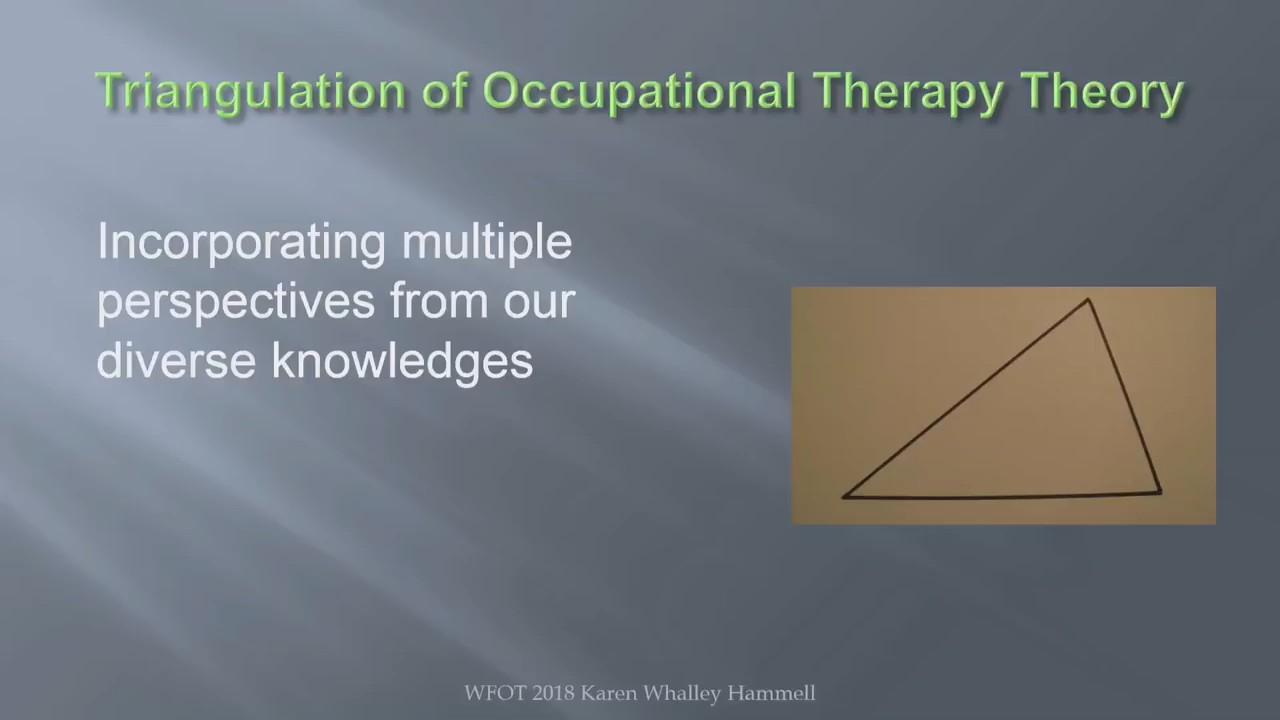 Triangulation of Occupational Therapy Theory
Incorporating multiple
perspectives from our
diverse knowledges
WFOT 2018 Karen Whalley Hammell